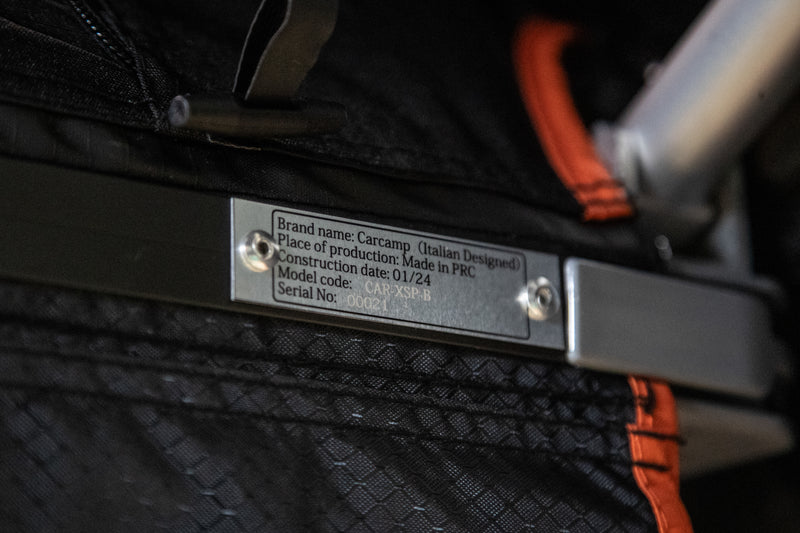 Brand name: Carcamp (Italian Designed)
Place of production: Made in PRC
Construction date: 01/24
Model code: CAR-XSP-B
Serial No: 00021